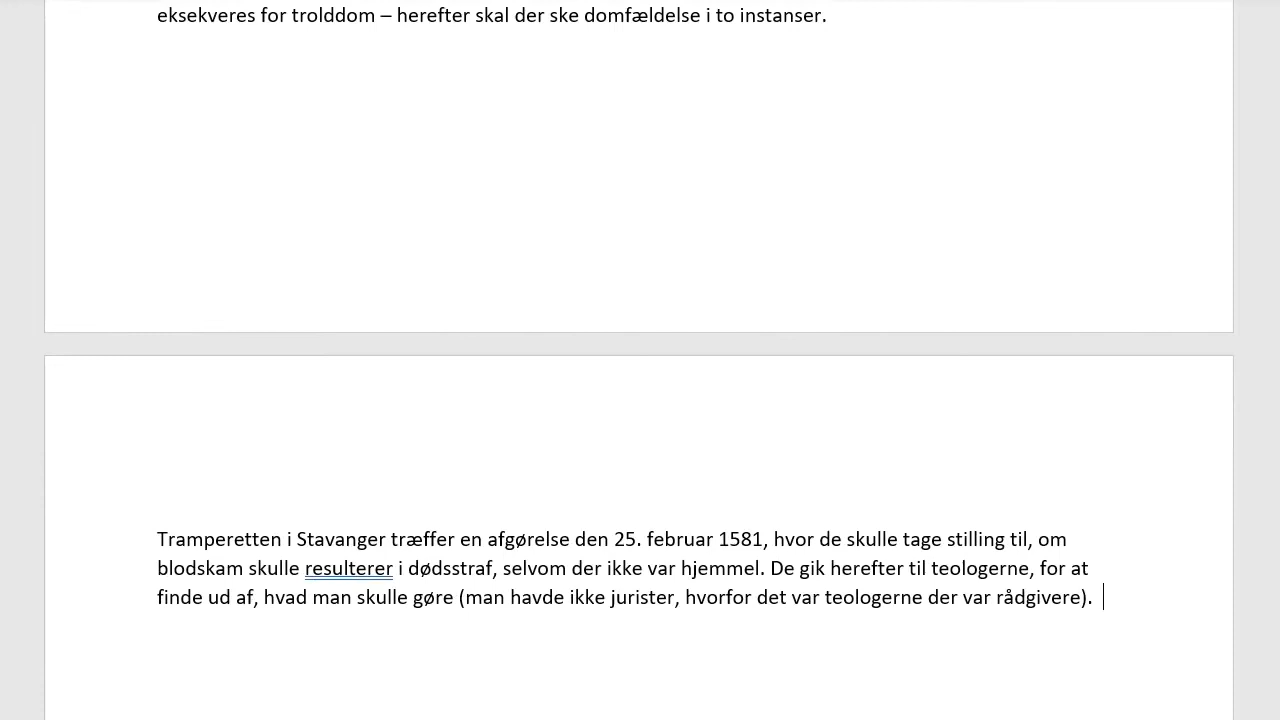 eksekveres for trolddom – herefter skal der ske domfældelse i to instanser.
Tramperetten i Stavanger træffer en afgørelse den 25. februar 1581, hvor de skulle tage stilling til, om
blodskam skulle resulterer i dødsstraf, selvom der ikke var hjemmel. De gik herefter til teologerne, for at
finde ud af, hvad man skulle gøre (man havde ikke jurister, hvorfor det var teologerne der var rådgivere).